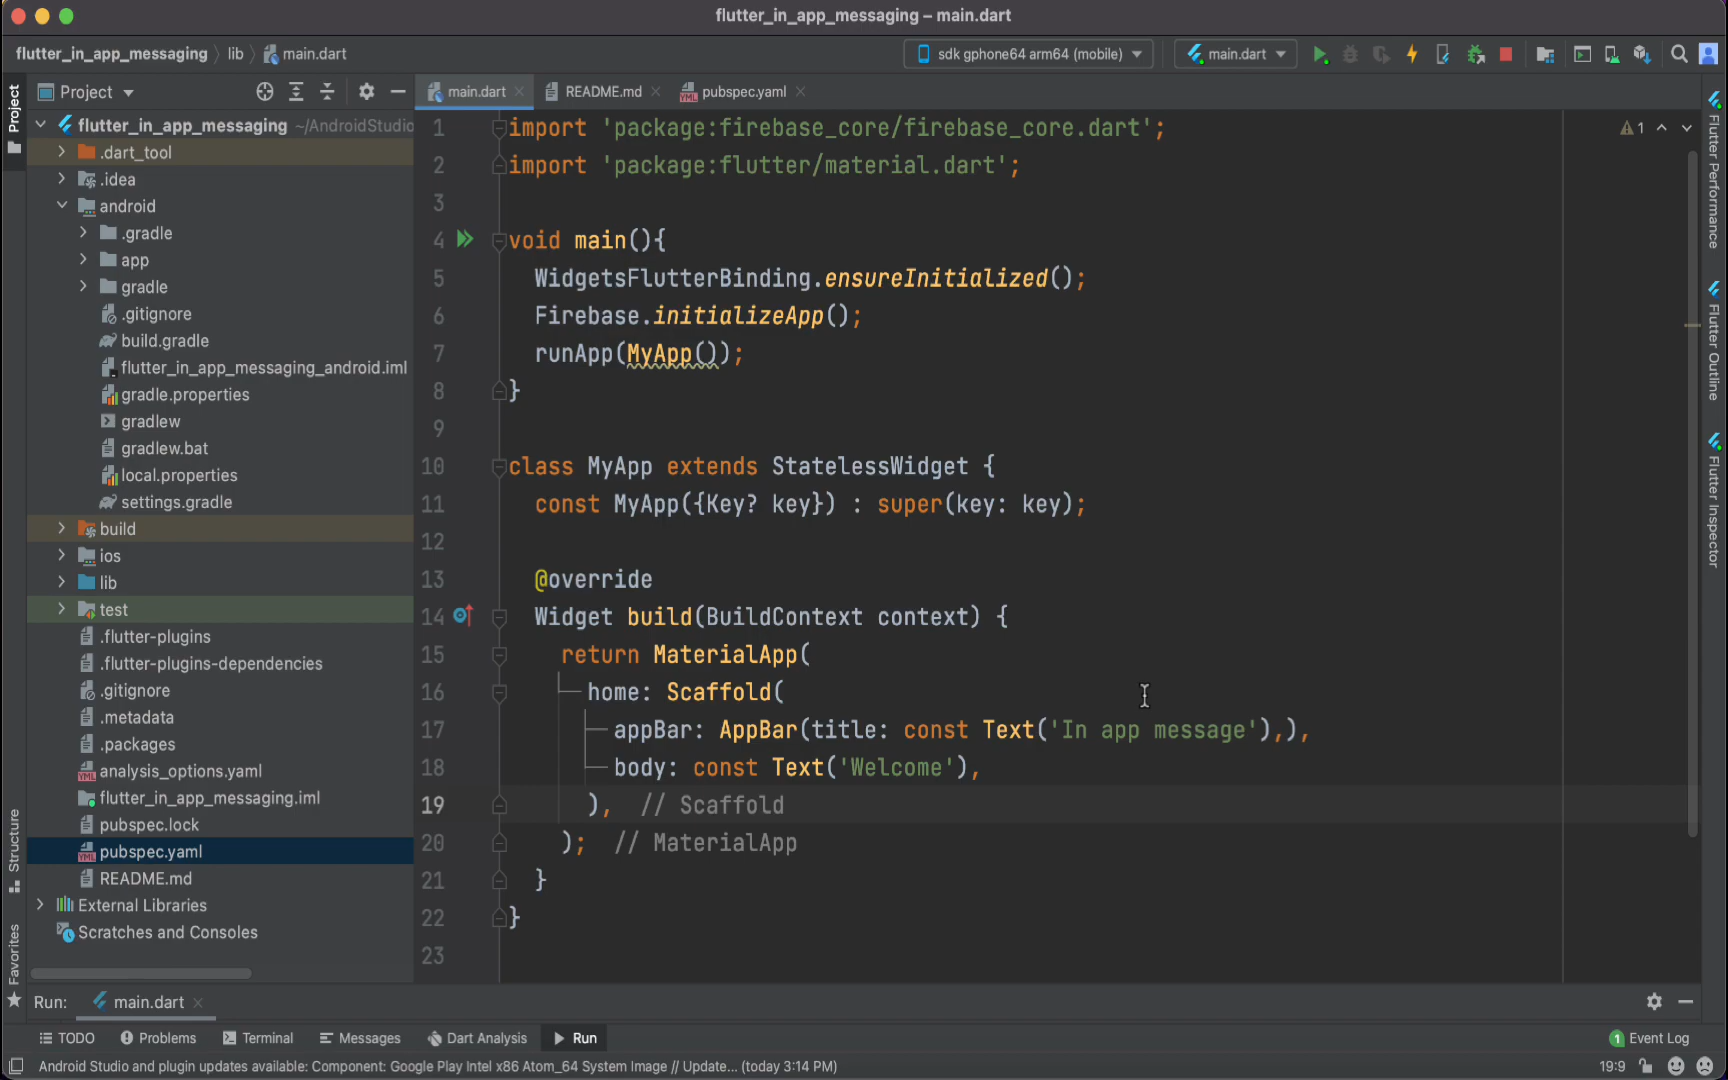 flutter_in_app_messaging – main.dart
flutter_in_app_messaging lib main.dart
sdk gphone64 arm64 (mobile) main.dart
Project
main.dart README.md pubspec.yaml
Project
Structure
Favorites
flutter_in_app_messaging ~/AndroidStudio
.dart_tool
.idea
android
.gradle
app
gradle
.gitignore
build.gradle
flutter_in_app_messaging_android.iml
gradle.properties
gradlew
gradlew.bat
local.properties
settings.gradle
build
ios
lib
test
.flutter-plugins
.flutter-plugins-dependencies
.gitignore
.metadata
.packages
analysis_options.yaml
flutter_in_app_messaging.iml
pubspec.lock
pubspec.yaml
README.md
External Libraries
Scratches and Consoles
1 import 'package:firebase_core/firebase_core.dart';
2 import 'package:flutter/material.dart';
3
4 void main(){
5 WidgetsFlutterBinding.ensureInitialized();
6 Firebase.initializeApp();
7 runApp(MyApp());
8 }
9
10 class MyApp extends StatelessWidget {
11 const MyApp({Key? key}) : super(key: key);
12
13 @override
14 Widget build(BuildContext context) {
15 return MaterialApp(
16 home: Scaffold(
17 appBar: AppBar(title: const Text('In app message'),),
18 body: const Text('Welcome'),
19 ), // Scaffold
20 ); // MaterialApp
21 }
22 }
23
1
Flutter Performance
Flutter Outline
Flutter Inspector
Run: main.dart
TODO Problems Terminal Messages Dart Analysis Run 1 Event Log
Android Studio and plugin updates available: Component: Google Play Intel x86 Atom_64 System Image // Update... (today 3:14 PM) 19:9